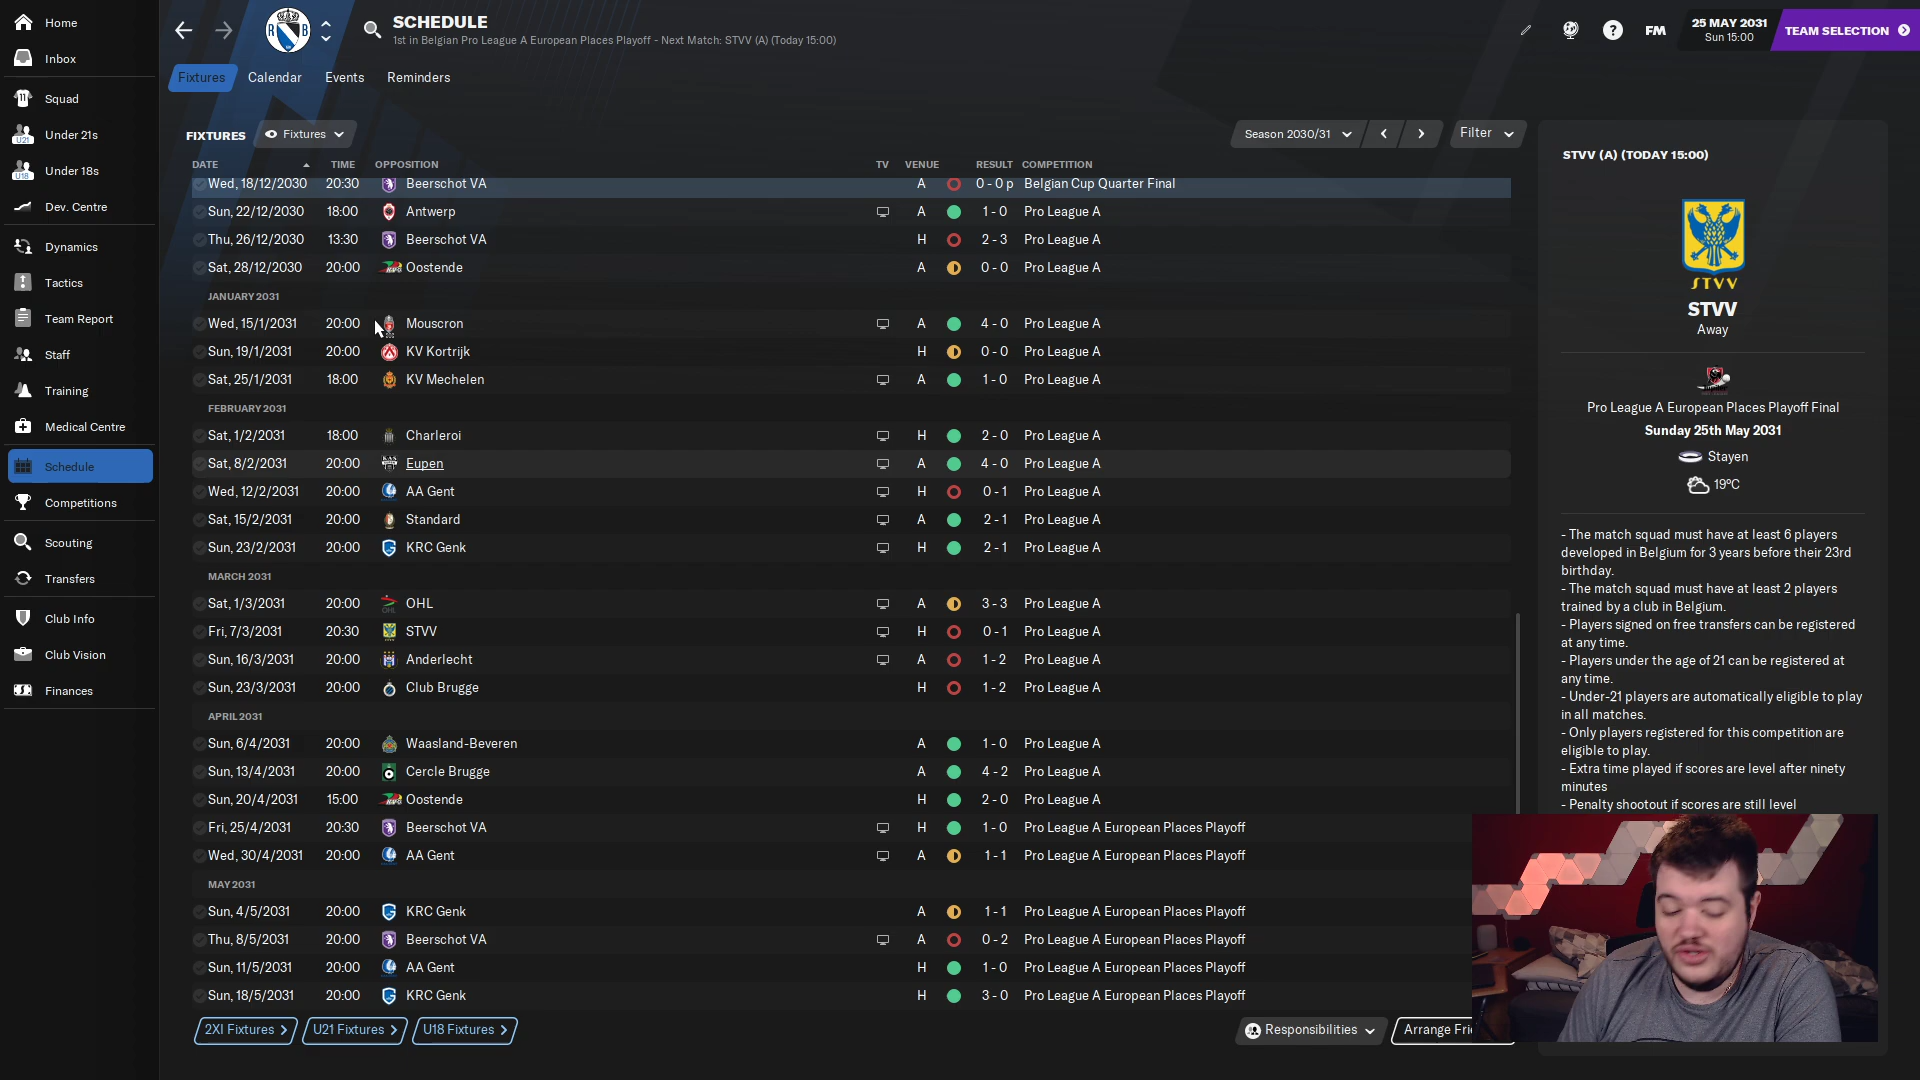 Home
Inbox
Squad
Under 21s
Under 18s
Dev. Centre
Dynamics
Tactics
Team Report
Staff
Training
Medical Centre
Schedule
Competitions
Scouting
Transfers
Club Info
Club Vision
Finances
SCHEDULE
1st in Belgian Pro League A European Places Playoff - Next Match: STVV (A) (Today 15:00)
FM
25 MAY 2031
Sun 15:00
TEAM SELECTION
Fixtures Calendar Events Reminders
FIXTURES Fixtures Season 2030/31 Filter
DATE TIME OPPOSITION TV VENUE RESULT COMPETITION
Wed, 18/12/2030 20:30 Beerschot VA A 0 - 0 p Belgian Cup Quarter Final
Sun, 22/12/2030 18:00 Antwerp A 1 - 0 Pro League A
Thu, 26/12/2030 13:30 Beerschot VA H 2 - 3 Pro League A
Sat, 28/12/2030 20:00 Oostende A 0 - 0 Pro League A
JANUARY 2031
Wed, 15/1/2031 20:00 Mouscron A 4 - 0 Pro League A
Sun, 19/1/2031 20:00 KV Kortrijk H 0 - 0 Pro League A
Sat, 25/1/2031 18:00 KV Mechelen A 1 - 0 Pro League A
FEBRUARY 2031
Sat, 1/2/2031 18:00 Charleroi H 2 - 0 Pro League A
Sat, 8/2/2031 20:00 Eupen A 4 - 0 Pro League A
Wed, 12/2/2031 20:00 AA Gent H 0 - 1 Pro League A
Sat, 15/2/2031 20:00 Standard A 2 - 1 Pro League A
Sun, 23/2/2031 20:00 KRC Genk H 2 - 1 Pro League A
MARCH 2031
Sat, 1/3/2031 20:00 OHL A 3 - 3 Pro League A
Fri, 7/3/2031 20:30 STVV H 0 - 1 Pro League A
Sun, 16/3/2031 20:00 Anderlecht A 1 - 2 Pro League A
Sun, 23/3/2031 20:00 Club Brugge H 1 - 2 Pro League A
APRIL 2031
Sun, 6/4/2031 20:00 Waasland-Beveren A 1 - 0 Pro League A
Sun, 13/4/2031 20:00 Cercle Brugge A 4 - 2 Pro League A
Sun, 20/4/2031 15:00 Oostende H 2 - 0 Pro League A
Fri, 25/4/2031 20:30 Beerschot VA H 1 - 0 Pro League A European Places Playoff
Wed, 30/4/2031 20:00 AA Gent A 1 - 1 Pro League A European Places Playoff
MAY 2031
Sun, 4/5/2031 20:00 KRC Genk A 1 - 1 Pro League A European Places Playoff
Thu, 8/5/2031 20:00 Beerschot VA A 0 - 2 Pro League A European Places Playoff
Sun, 11/5/2031 20:00 AA Gent H 1 - 0 Pro League A European Places Playoff
Sun, 18/5/2031 20:00 KRC Genk H 3 - 0 Pro League A European Places Playoff
2XI Fixtures U21 Fixtures U18 Fixtures Responsibilities Arrange Fri
STVV (A) (TODAY 15:00)
STVV
STVV
Away
Pro League A European Places Playoff Final
Sunday 25th May 2031
Stayen
19°C
- The match squad must have at least 6 players
developed in Belgium for 3 years before their 23rd
birthday.
- The match squad must have at least 2 players
trained by a club in Belgium.
- Players signed on free transfers can be registered
at any time.
- Players under the age of 21 can be registered at
any time.
- Under-21 players are automatically eligible to play
in all matches.
- Only players registered for this competition are
eligible to play.
- Extra time played if scores are level after ninety
minutes
- Penalty shootout if scores are still level